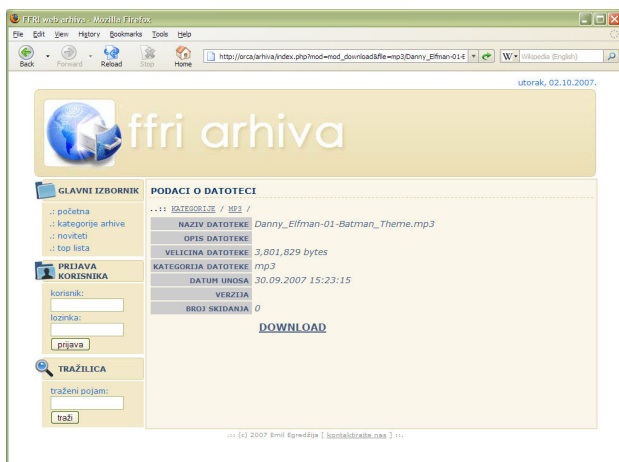 FFRI web arhiva - Mozilla Firefox
File Edit View History Bookmarks Tools Help
Back Forward Reload Stop Home http://orca/arhiva/index.php?mod=mod_download&file=mp3/Danny_Elfman-01-E W Wikipedia (English)
utorak, 02.10.2007.
ffri arhiva
GLAVNI IZBORNIK
.: početna
.: kategorije arhive
.: noviteti
.: top lista
PRIJAVA
KORISNIKA
korisnik:
lozinka:
prijava
TRAŽILICA
traženi pojam:
traži
PODACI O DATOTECI
..:: KATEGORIJE / MP3 /
NAZIV DATOTEKE Danny_Elfman-01-Batman_Theme.mp3
OPIS DATOTEKE
VELICINA DATOTEKE 3,801,829 bytes
KATEGORIJA DATOTEKE mp3
DATUM UNOSA 30.09.2007 15:23:15
VERZIJA
BROJ SKIDANJA 0
DOWNLOAD
.:: (c) 2007 Emil Egredžija [ kontaktirajte nas ] ::.